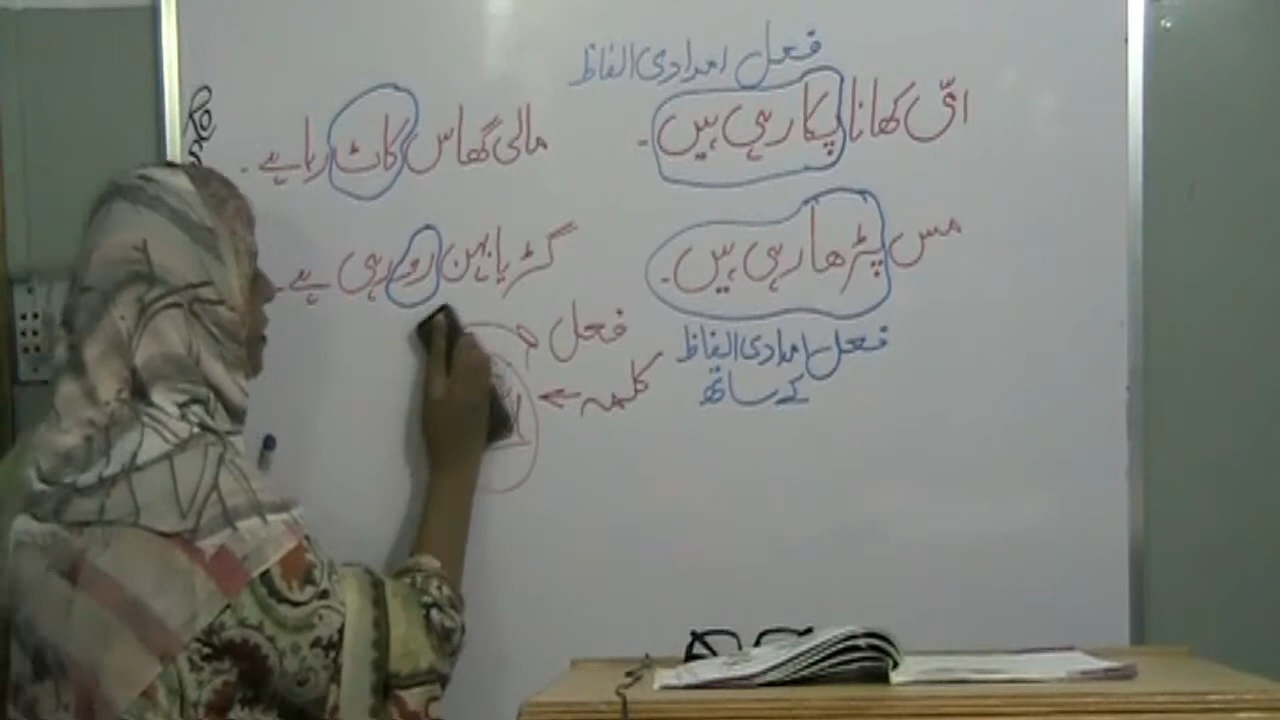 فعل امدادی الفاظ
امّی کھانا پکا رہی ہیں۔
مس پڑھا رہی ہیں۔
فعل امدادی الفاظ
کے ساتھ
مالی گھاس کاٹ رہا ہے۔
گڑیا بہن رو رہی ہے۔
فعل
کلمہ ←